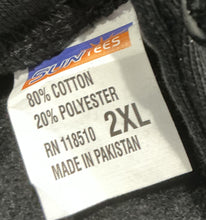 SUNTEES
80% COTTON
20% POLYESTER
RN 118510 2XL
MADE IN PAKISTAN